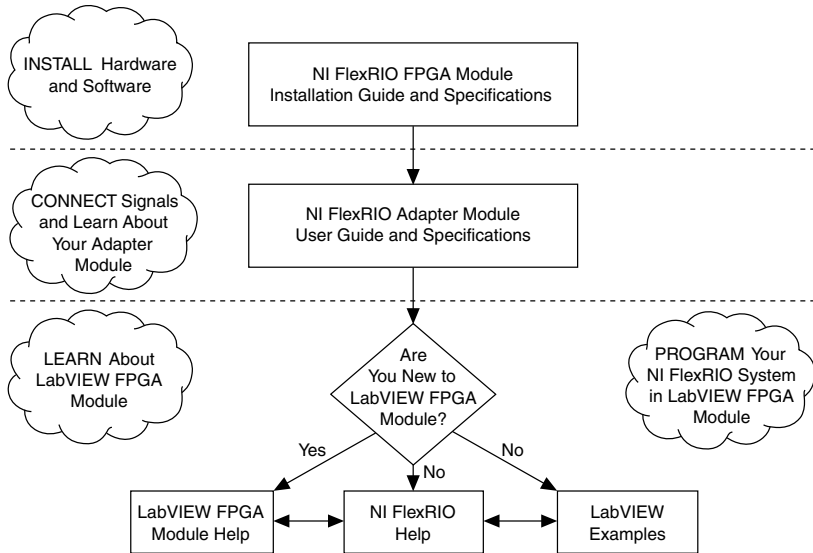 INSTALL Hardware
and Software
NI FlexRIO FPGA Module
Installation Guide and Specifications
CONNECT Signals
and Learn About
Your Adapter
Module
NI FlexRIO Adapter Module
User Guide and Specifications
LEARN About
LabVIEW FPGA
Module
Are
You New to
LabVIEW FPGA
Module?
PROGRAM Your
NI FlexRIO System
in LabVIEW FPGA
Module
Yes
No
No
LabVIEW FPGA
Module Help
NI FlexRIO
Help
LabVIEW
Examples